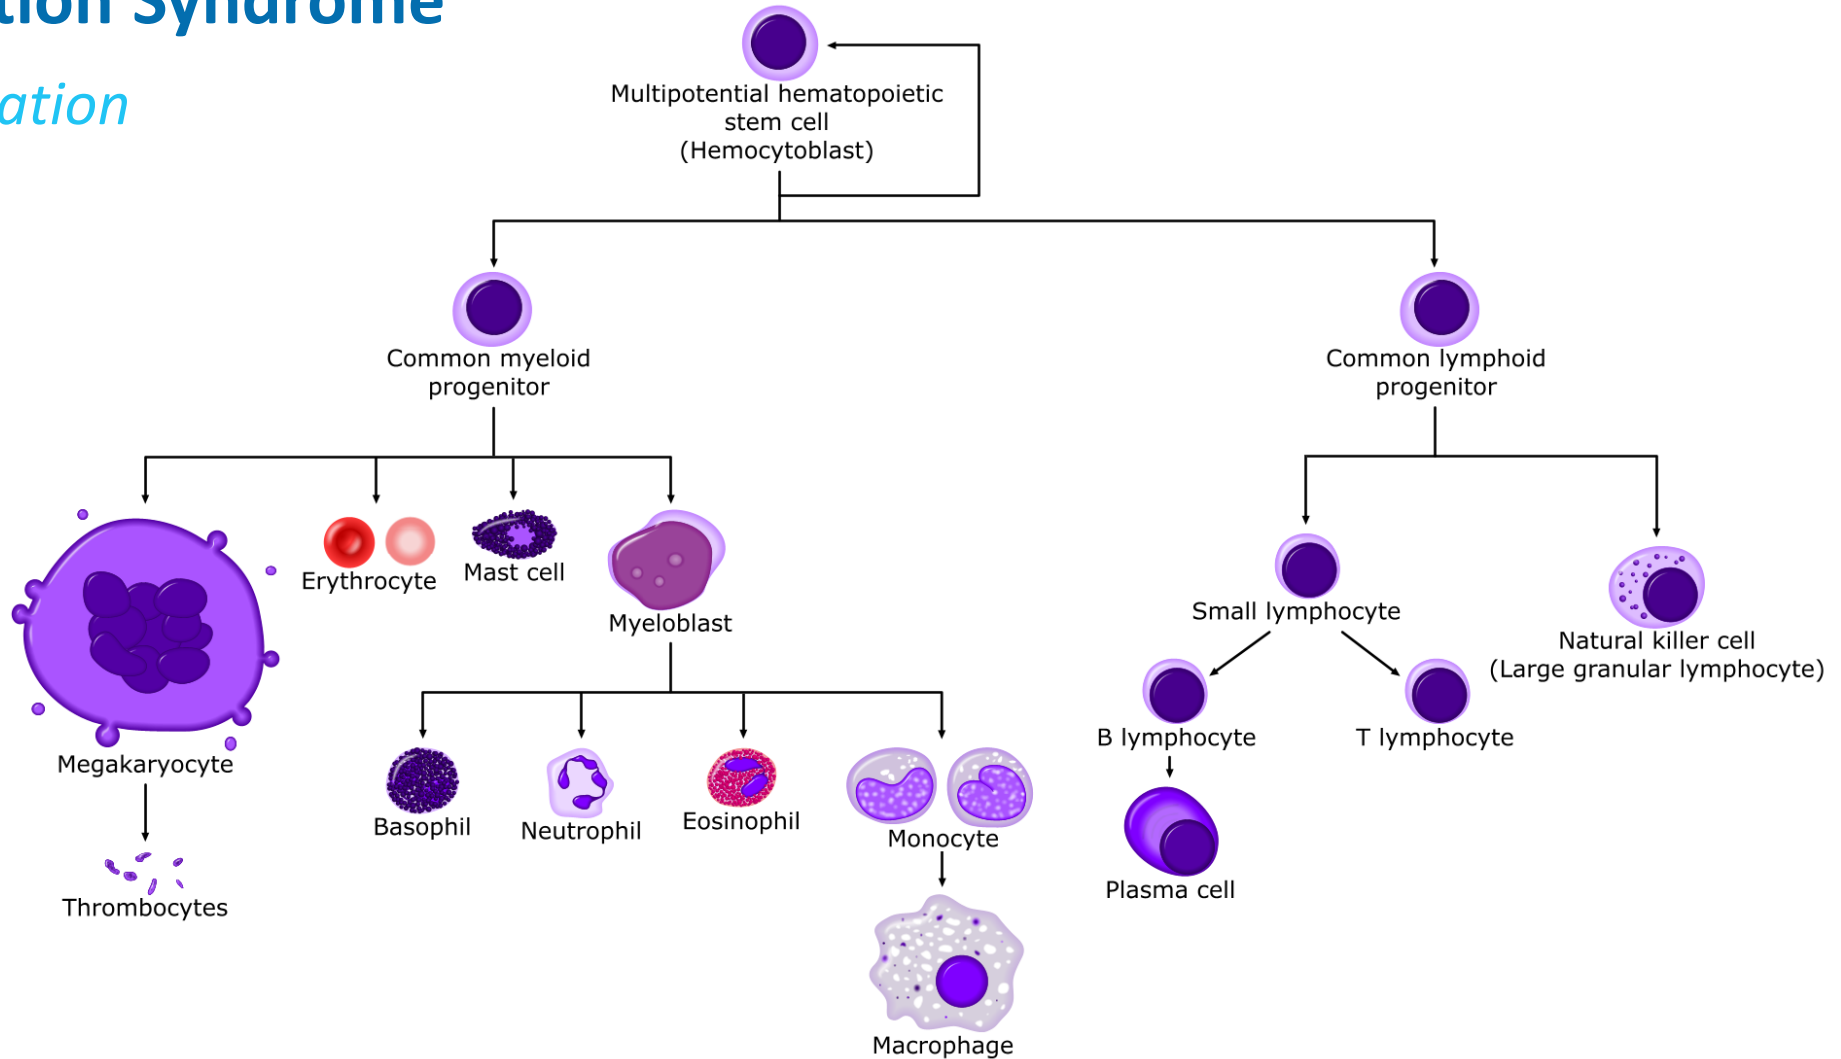 tion Syndrome
ation
Multipotential hematopoietic
stem cell
(Hemocytoblast)
Common myeloid
progenitor
Common lymphoid
progenitor
Erythrocyte
Mast cell
Myeloblast
Small lymphocyte
Natural killer cell
(Large granular lymphocyte)
B lymphocyte
T lymphocyte
Megakaryocyte
Basophil
Neutrophil
Eosinophil
Monocyte
Plasma cell
Thrombocytes
Macrophage